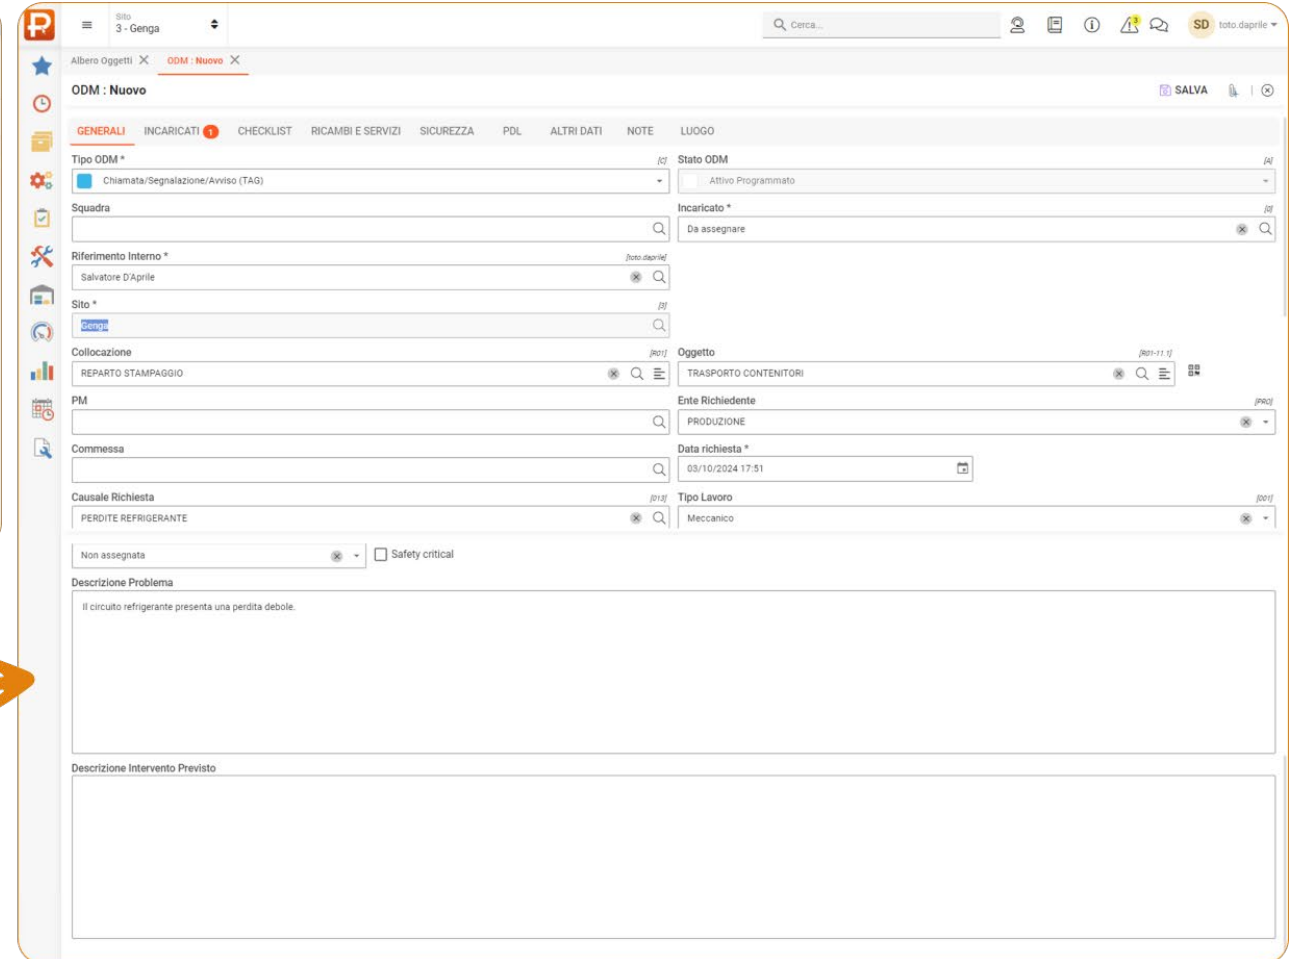 Sito
3 - Genga
Cerca...
3
SD toto.daprile
Albero Oggetti ODM : Nuovo
ODM : Nuovo
SALVA
GENERALI INCARICATI 1 CHECKLIST RICAMBI E SERVIZI SICUREZZA PDL ALTRI DATI NOTE LUOGO
Tipo ODM * [C] Stato ODM [A]
Chiamata/Segnalazione/Avviso (TAG) Attivo Programmato
Squadra Incaricato * [0]
Da assegnare
Riferimento Interno * [toto.daprile]
Salvatore D'Aprile
Sito * [3]
Genga
Collocazione [R01] Oggetto [R01-11.1]
REPARTO STAMPAGGIO TRASPORTO CONTENITORI
PM Ente Richiedente [PRO]
PRODUZIONE
Commessa Data richiesta *
03/10/2024 17:51
Causale Richiesta [013] Tipo Lavoro [001]
PERDITE REFRIGERANTE Meccanico
Non assegnata Safety critical
Descrizione Problema
Il circuito refrigerante presenta una perdita debole.
Descrizione Intervento Previsto